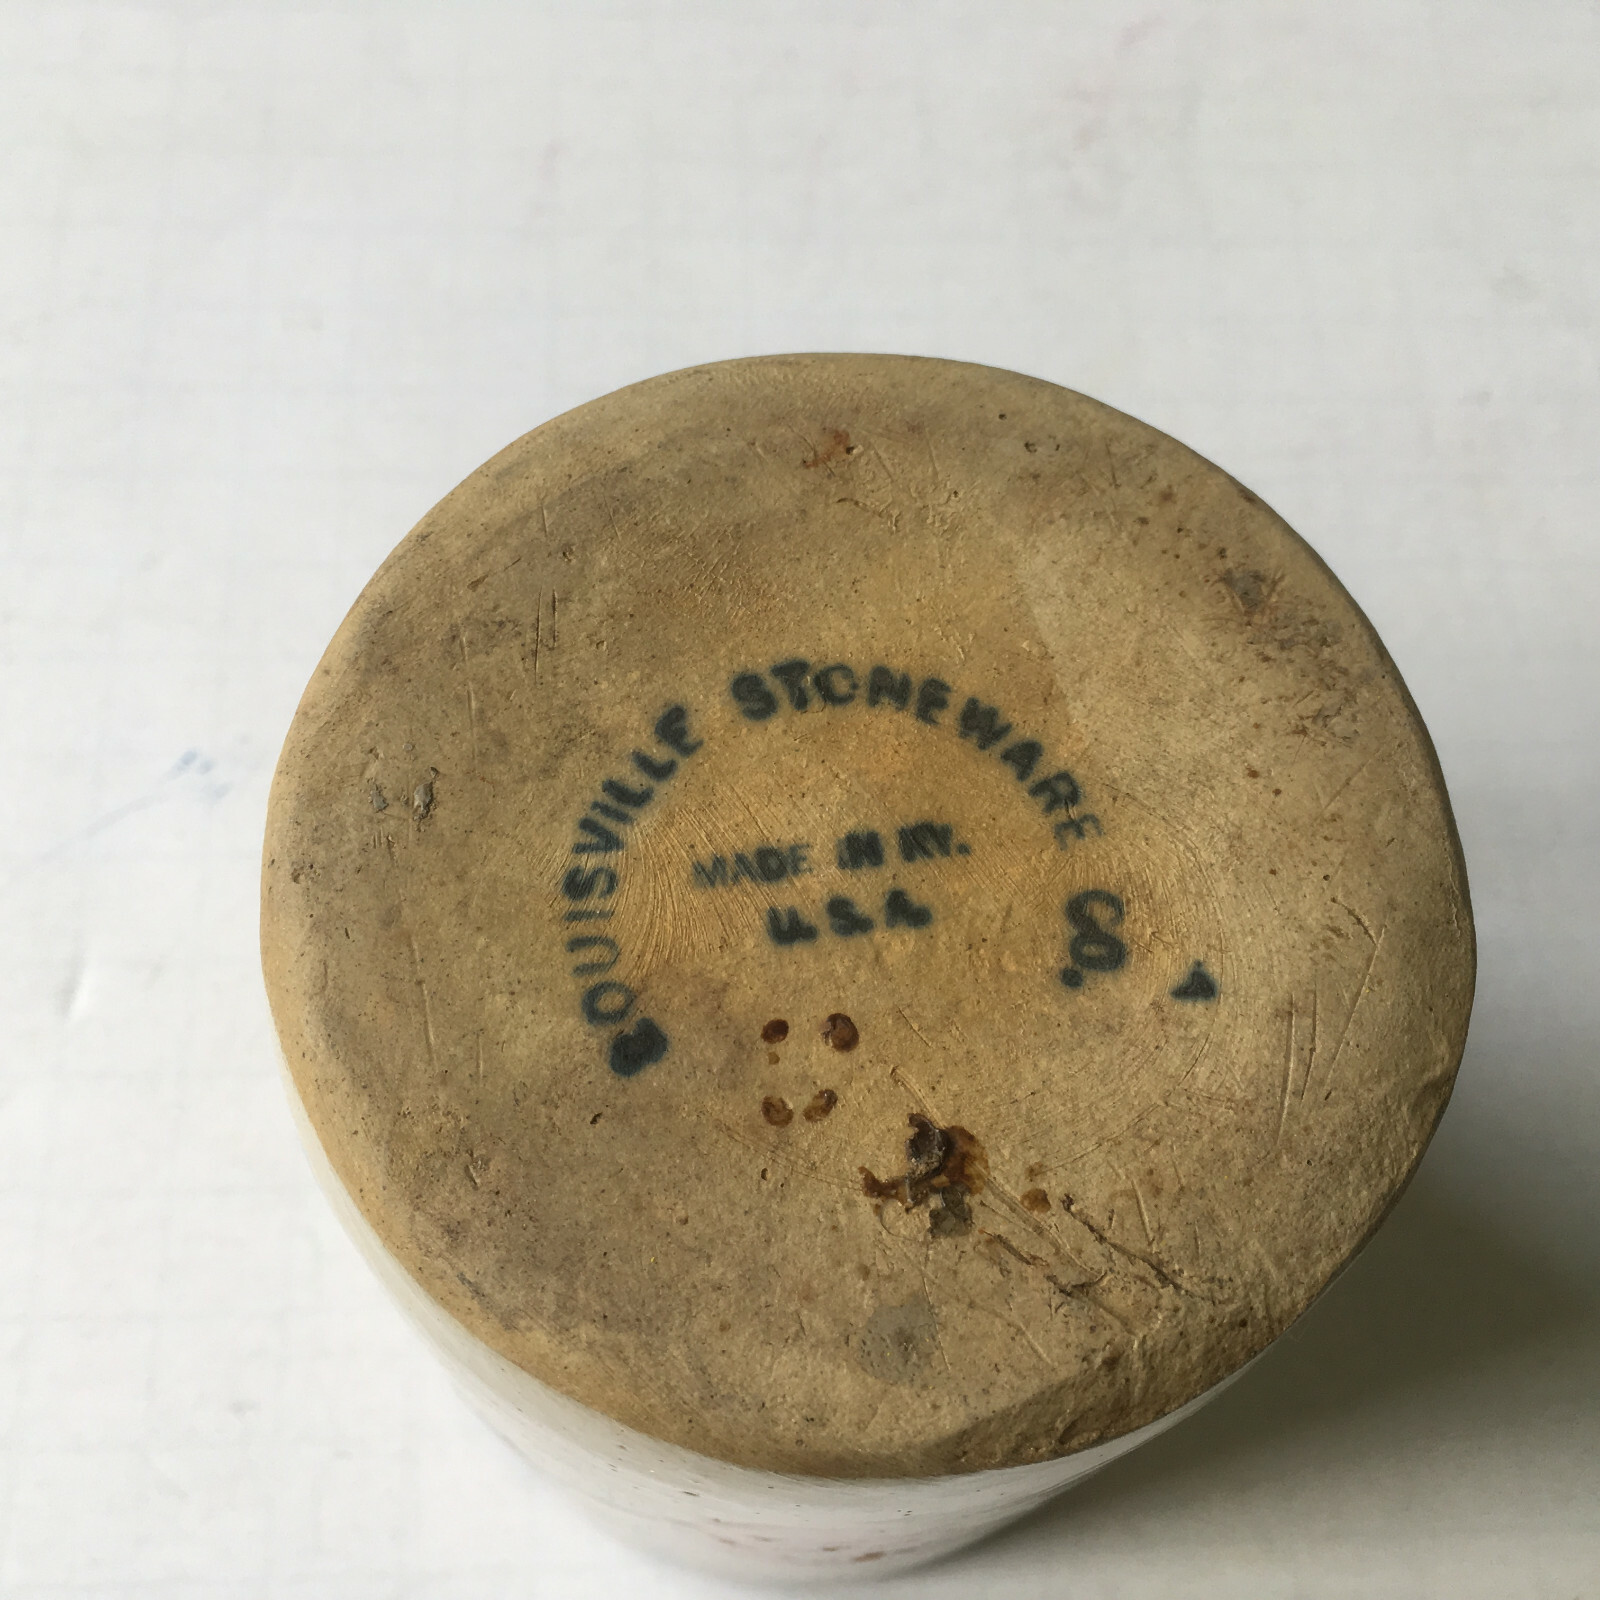 LOUISVILLE STONEWARE CO.
MADE IN KY.
U.S.A.